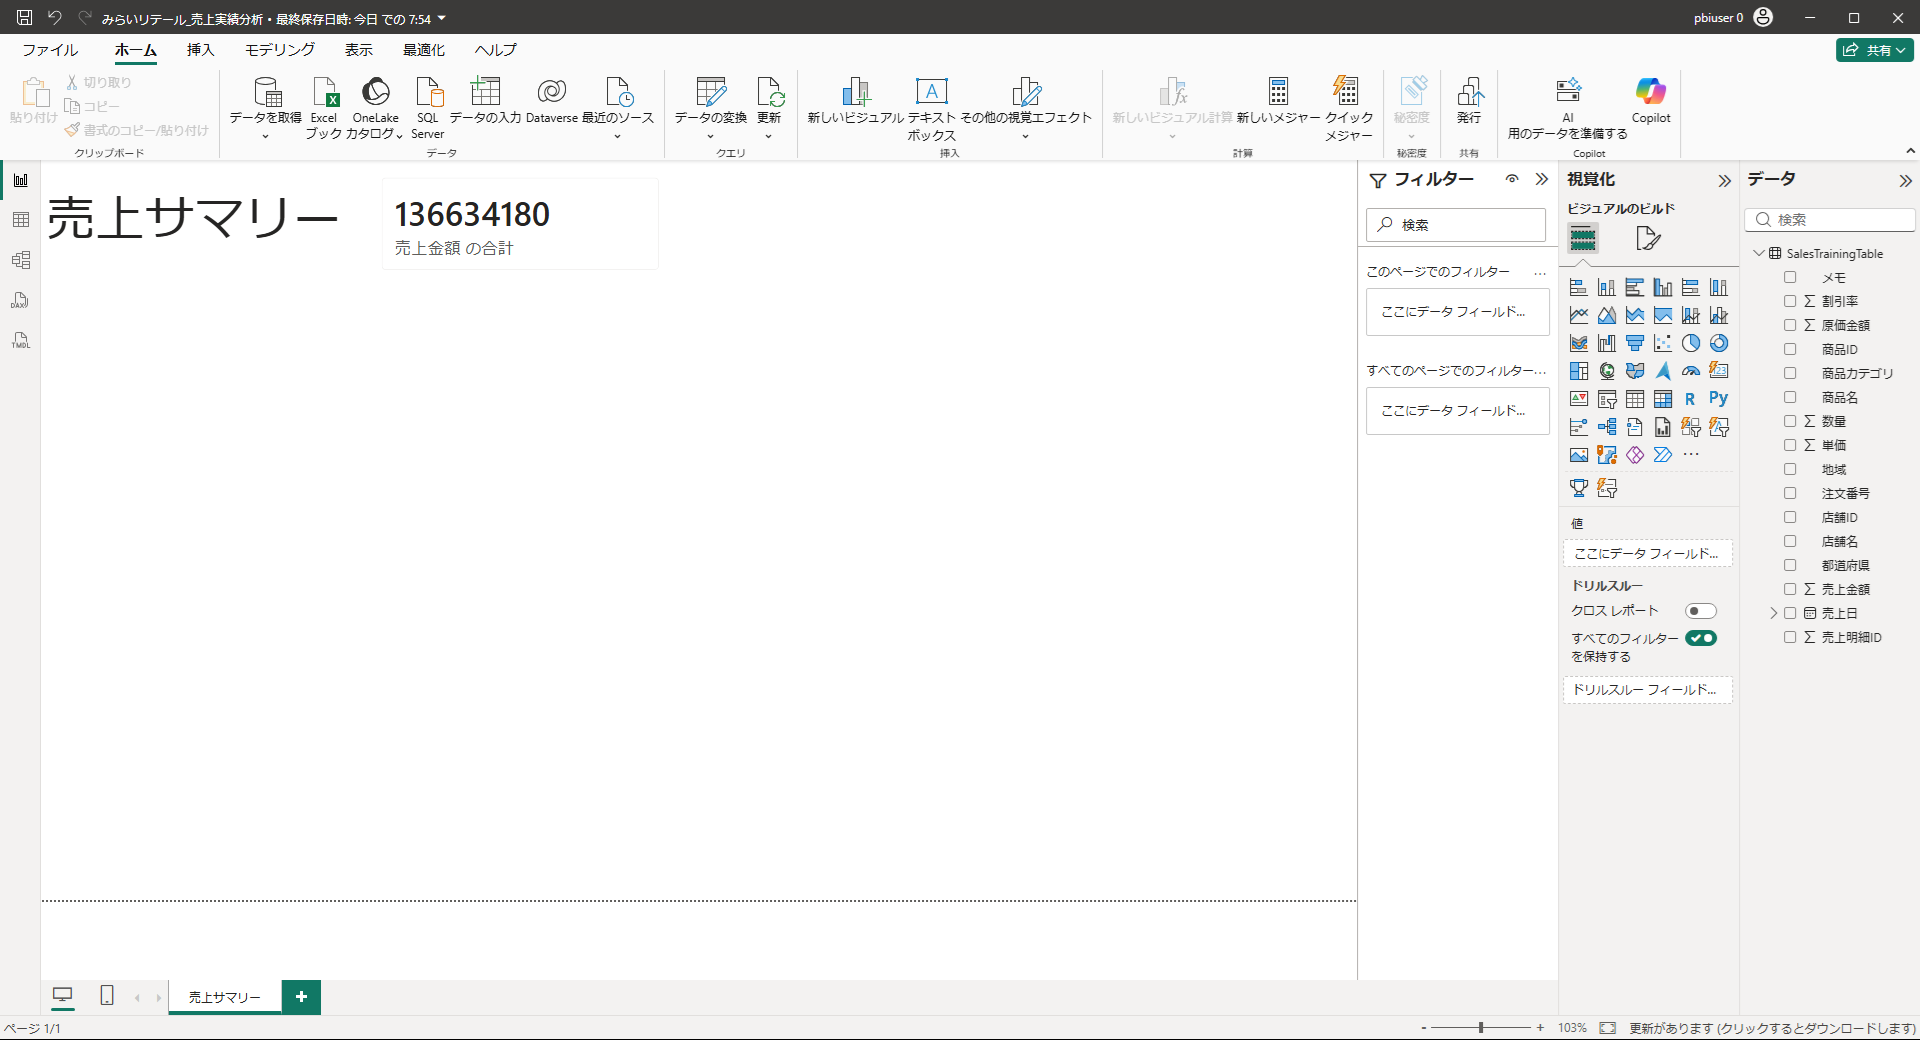 みらいリテール_売上実績分析 • 最終保存日時: 今日 での 7:54
pbiuser 0
ファイル
ホーム
挿入
モデリング
表示
最適化
ヘルプ
共有
貼り付け
切り取り
コピー
書式のコピー/貼り付け
クリップボード
データを取得
Excel
ブック
OneLake
カタログ
SQL
Server
データの入力
Dataverse
最近のソース
データ
データの変換
更新
クエリ
新しいビジュアル
テキスト
ボックス
その他の視覚エフェクト
挿入
新しいビジュアル計算
新しいメジャー
クイック
メジャー
計算
秘密度
秘密度
発行
共有
AI
用のデータを準備する
Copilot
Copilot
売上サマリー
136634180
売上金額 の合計
フィルター
検索
このページでのフィルター
ここにデータ フィールド...
すべてのページでのフィルター...
ここにデータ フィールド...
視覚化
ビジュアルのビルド
123
R
Py
値
ここにデータ フィールド...
ドリルスルー
クロス レポート
すべてのフィルター
を保持する
ドリルスルー フィールド...
データ
検索
SalesTrainingTable
メモ
割引率
原価金額
商品ID
商品カテゴリ
商品名
数量
単価
地域
注文番号
店舗ID
店舗名
都道府県
売上金額
売上日
売上明細ID
DAX
TMDL
売上サマリー
ページ 1/1
103%
更新があります (クリックするとダウンロードします)